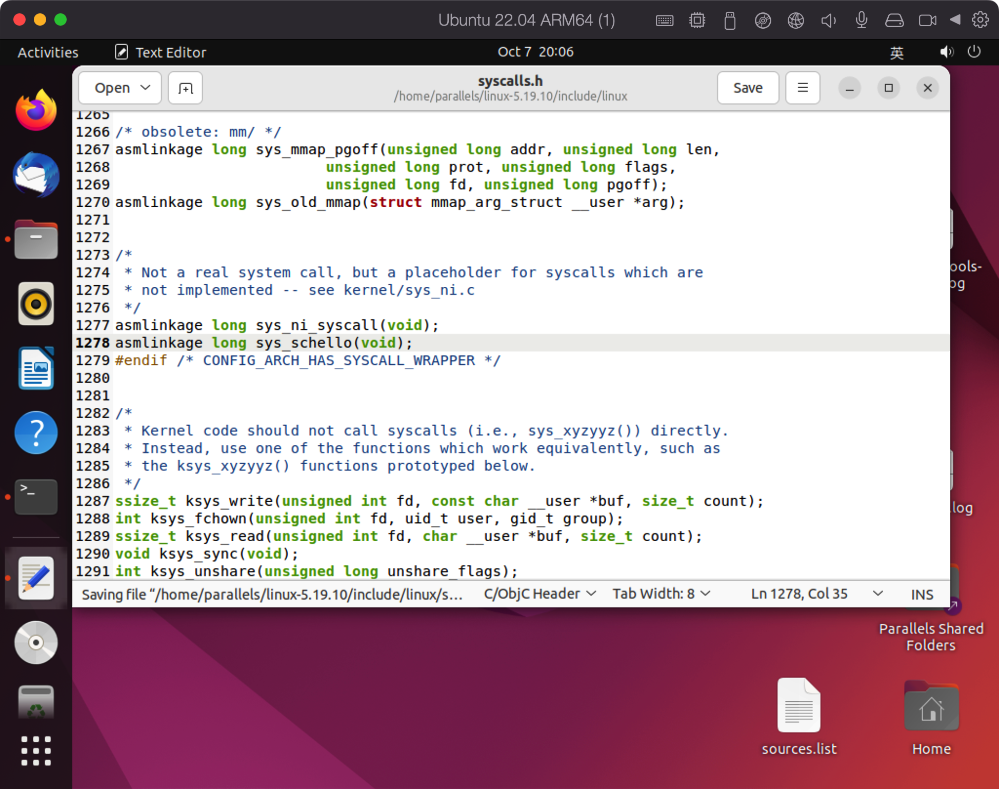 Ubuntu 22.04 ARM64 (1)
Activities
Text Editor
Oct 7 20:06
英
Open
syscalls.h
/home/parallels/linux-5.19.10/include/linux
Save
1265
1266 /* obsolete: mm/ */
1267 asmlinkage long sys_mmap_pgoff(unsigned long addr, unsigned long len,
1268 unsigned long prot, unsigned long flags,
1269 unsigned long fd, unsigned long pgoff);
1270 asmlinkage long sys_old_mmap(struct mmap_arg_struct __user *arg);
1271
1272
1273 /*
1274 * Not a real system call, but a placeholder for syscalls which are
1275 * not implemented -- see kernel/sys_ni.c
1276 */
1277 asmlinkage long sys_ni_syscall(void);
1278 asmlinkage long sys_schello(void);
1279 #endif /* CONFIG_ARCH_HAS_SYSCALL_WRAPPER */
1280
1281
1282 /*
1283 * Kernel code should not call syscalls (i.e., sys_xyzyyz()) directly.
1284 * Instead, use one of the functions which work equivalently, such as
1285 * the ksys_xyzyyz() functions prototyped below.
1286 */
1287 ssize_t ksys_write(unsigned int fd, const char __user *buf, size_t count);
1288 int ksys_fchown(unsigned int fd, uid_t user, gid_t group);
1289 ssize_t ksys_read(unsigned int fd, char __user *buf, size_t count);
1290 void ksys_sync(void);
1291 int ksys_unshare(unsigned long unshare_flags);
Saving file “/home/parallels/linux-5.19.10/include/linux/s...
C/ObjC Header
Tab Width: 8
Ln 1278, Col 35
INS
ools-
og
.log
Parallels Shared
Folders
sources.list
Home